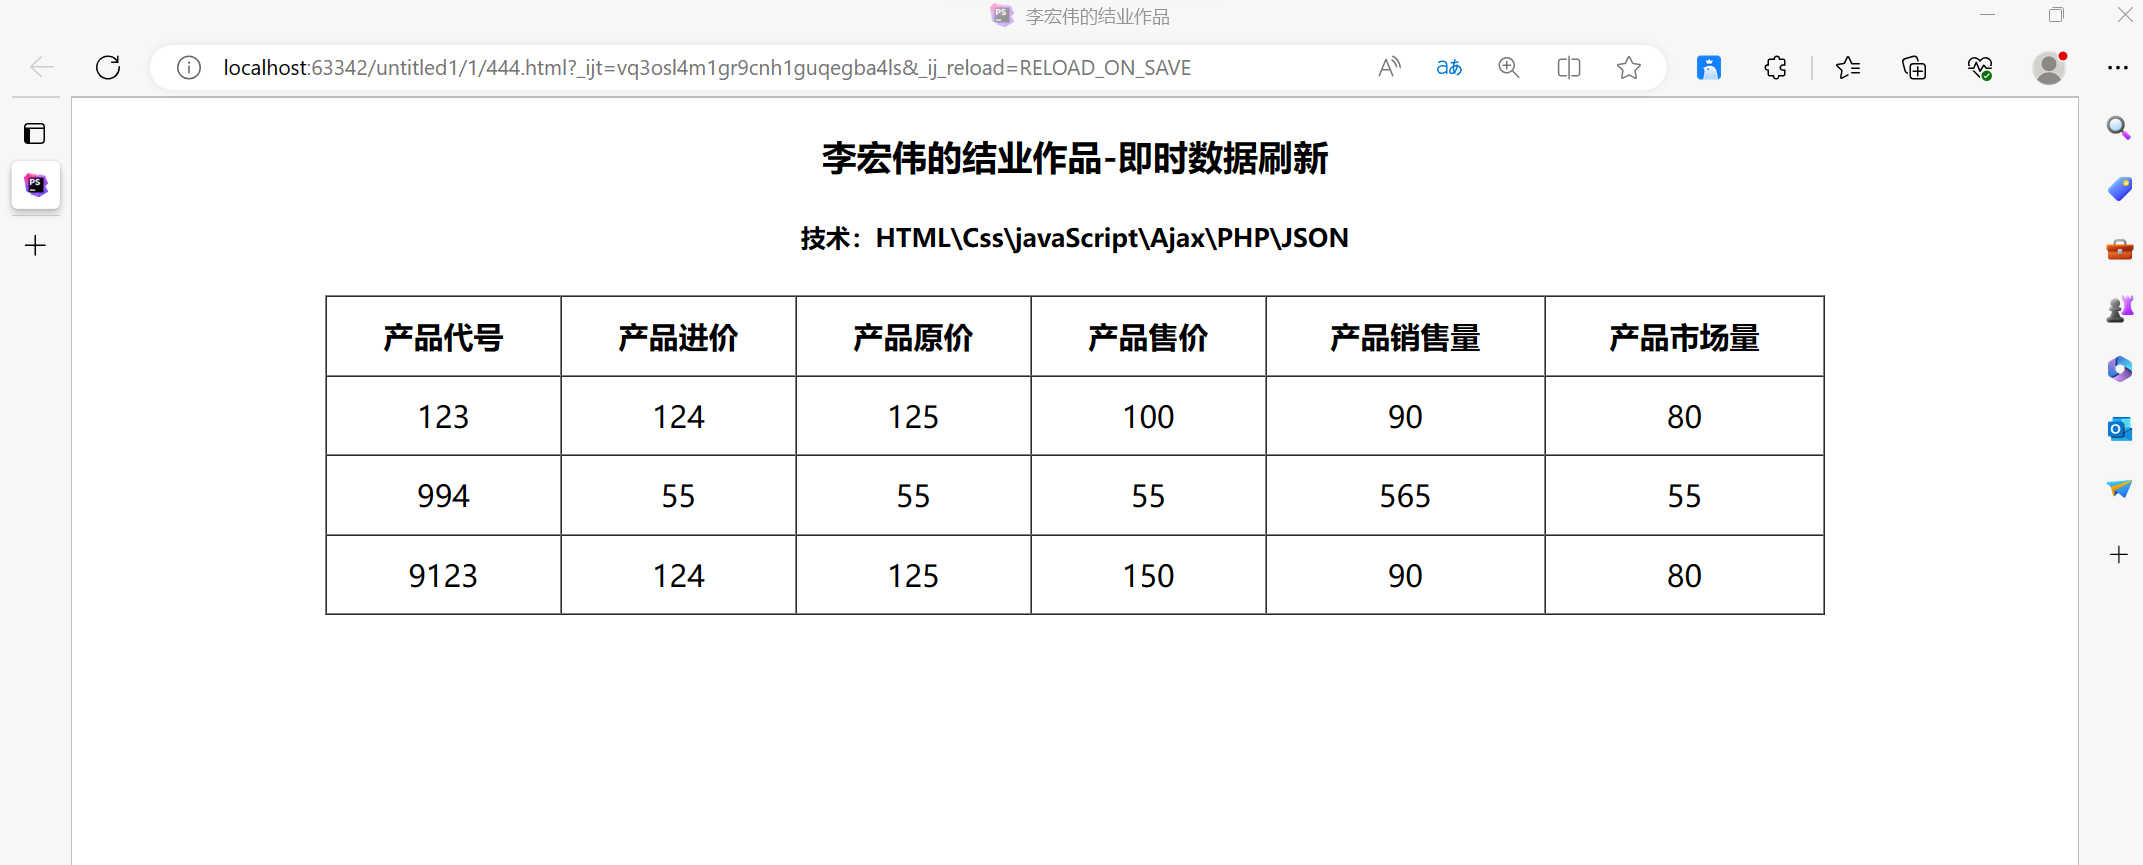 李宏伟的结业作品
localhost:63342/untitled1/1/444.html?_ijt=vq3osl4m1gr9cnh1guqegba4ls&_ij_reload=RELOAD_ON_SAVE
李宏伟的结业作品-即时数据刷新
技术：HTML\Css\javaScript\Ajax\PHP\JSON
产品代号 产品进价 产品原价 产品售价 产品销售量 产品市场量
123 124 125 100 90 80
994 55 55 55 565 55
9123 124 125 150 90 80